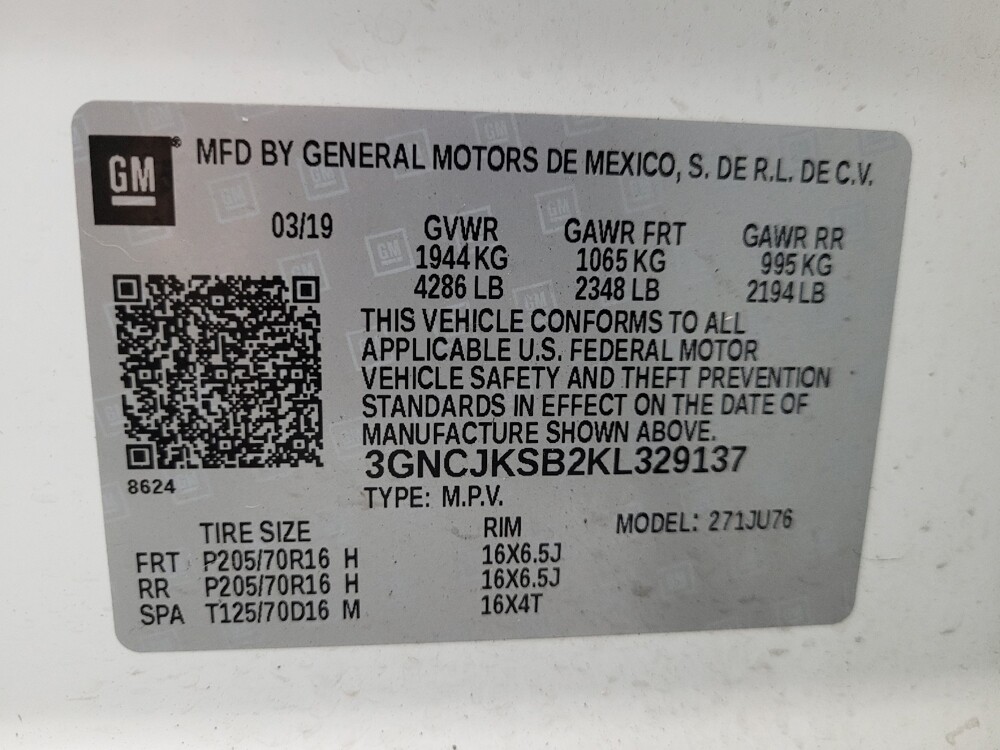 GM
MFD BY GENERAL MOTORS DE MEXICO, S. DE R.L. DE C.V.
03/19 GVWR GAWR FRT GAWR RR
1944 KG 1065 KG 995 KG
4286 LB 2348 LB 2194 LB
THIS VEHICLE CONFORMS TO ALL
APPLICABLE U.S. FEDERAL MOTOR
VEHICLE SAFETY AND THEFT PREVENTION
STANDARDS IN EFFECT ON THE DATE OF
MANUFACTURE SHOWN ABOVE.
3GNCJKSB2KL329137
8624
TYPE: M.P.V.
TIRE SIZE RIM MODEL: 271JU76
FRT P205/70R16 H 16X6.5J
RR P205/70R16 H 16X6.5J
SPA T125/70D16 M 16X4T